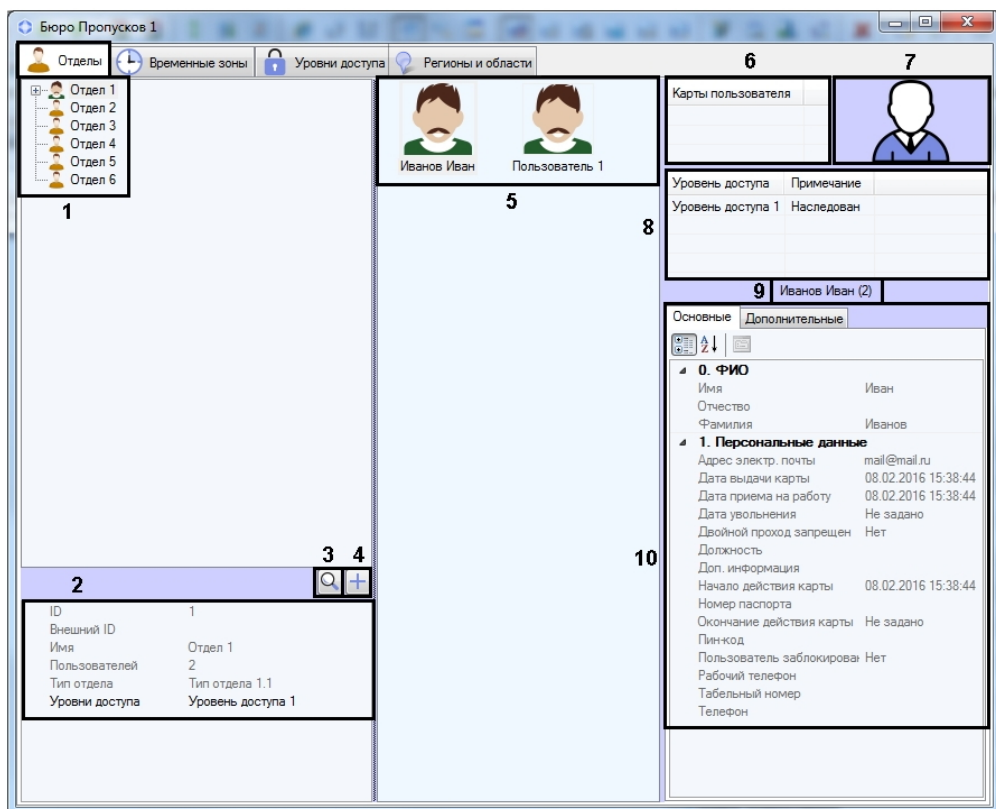 Бюро Пропусков 1
Отделы
Временные зоны
Уровни доступа
Регионы и области
6
7
Отдел 1
Отдел 2
Отдел 3
Отдел 4
Отдел 5
Отдел 6
1
Иванов Иван
Пользователь 1
5
Карты пользователя
Уровень доступа Примечание
Уровень доступа 1 Наследован
8
9 Иванов Иван (2)
Основные Дополнительные
0. ФИО
Имя Иван
Отчество
Фамилия Иванов
1. Персональные данные
Адрес электр. почты mail@mail.ru
Дата выдачи карты 08.02.2016 15:38:44
Дата приема на работу 08.02.2016 15:38:44
Дата увольнения Не задано
Двойной проход запрещен Нет
Должность
Доп. информация
Начало действия карты 08.02.2016 15:38:44
Номер паспорта
Окончание действия карты Не задано
Пин-код
Пользователь заблокирован Нет
Рабочий телефон
Табельный номер
Телефон
10
3 4
2
ID 1
Внешний ID
Имя Отдел 1
Пользователей 2
Тип отдела Тип отдела 1.1
Уровни доступа Уровень доступа 1